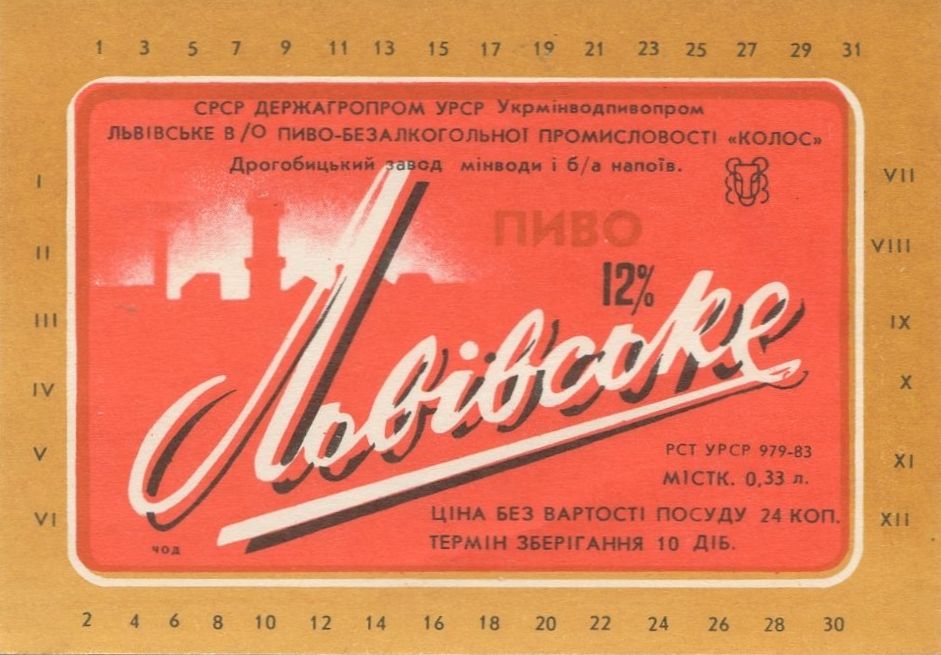 1 3 5 7 9 11 13 15 17 19 21 23 25 27 29 31
СРСР ДЕРЖАГРОПРОМ УРСР Укрмінводпивопром
ЛЬВІВСЬКЕ В/О ПИВО-БЕЗАЛКОГОЛЬНОЇ ПРОМИСЛОВОСТІ «КОЛОС»
Дрогобицький завод мінводи і б/а напоїв.
I
II
III
IV
V
VI
ПИВО
12%
Львівське
РСТ УРСР 979-83
МІСТК. 0,33 л.
ЦІНА БЕЗ ВАРТОСТІ ПОСУДУ 24 КОП.
ТЕРМІН ЗБЕРІГАННЯ 10 ДІБ.
ЧОД
VII
VIII
IX
X
XI
XII
2 4 6 8 10 12 14 16 18 20 22 24 26 28 30